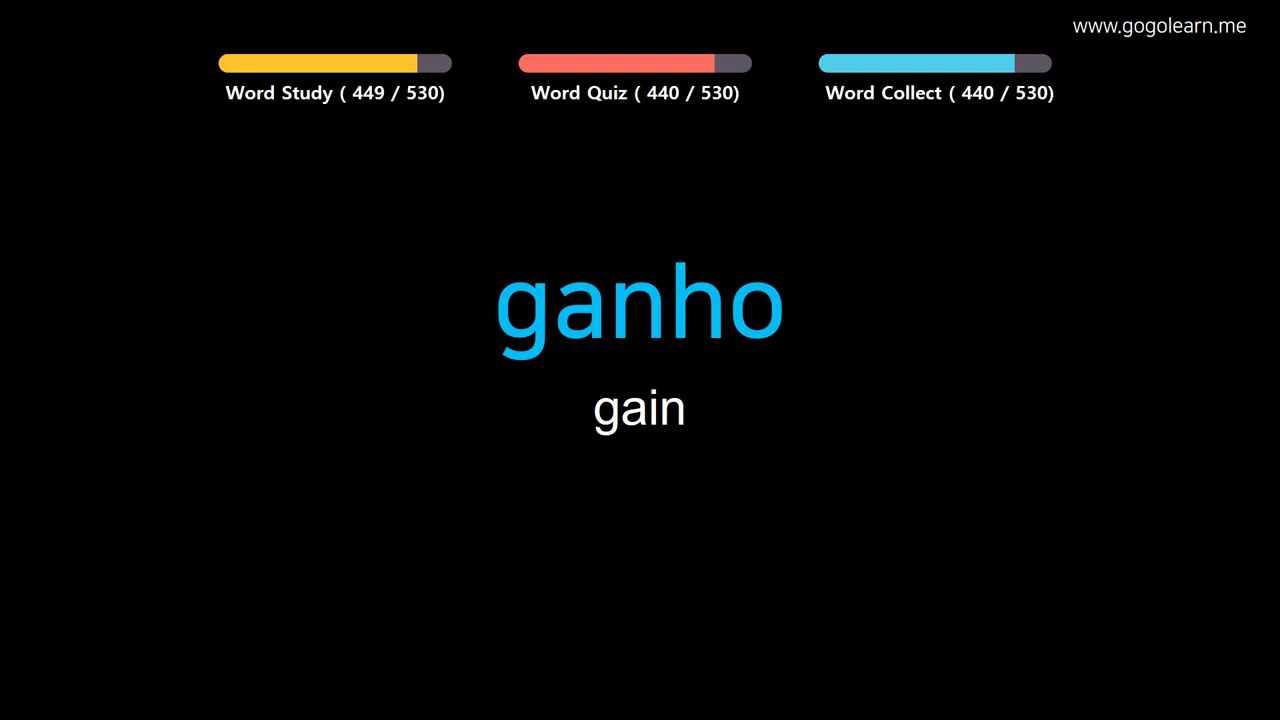 www.gogolearn.me
Word Study ( 449 / 530)
Word Quiz ( 440 / 530)
Word Collect ( 440 / 530)
ganho
gain